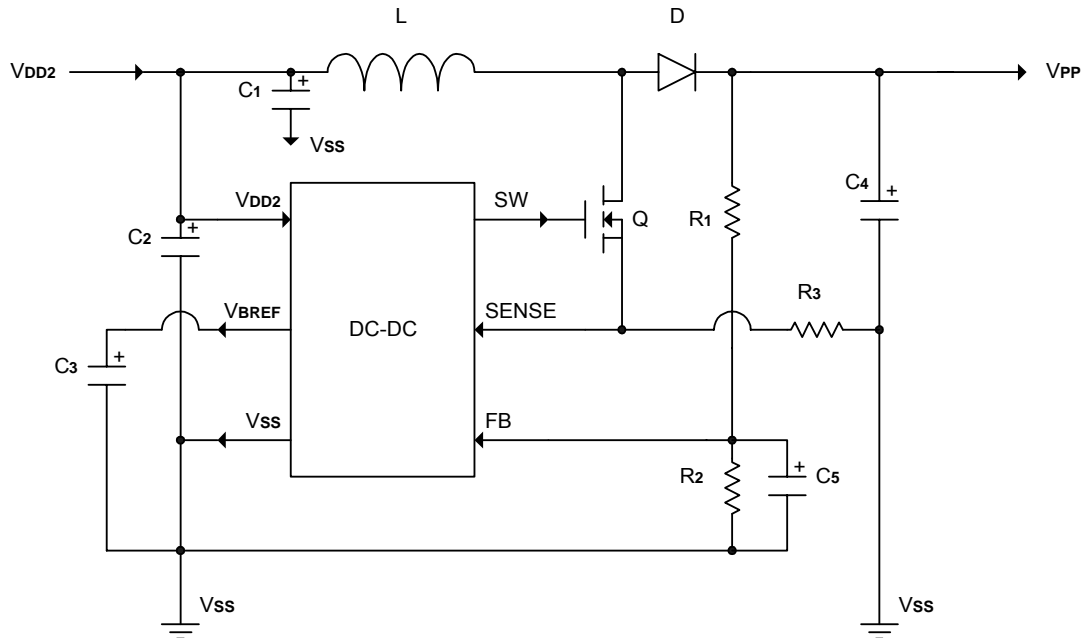 L
D
VDD2
VPP
C1
+
VSS
C4
+
VDD2
SW
Q
R1
C2
+
VBREF
DC-DC
SENSE
R3
C3
+
VSS
FB
R2
+
C5
VSS
VSS